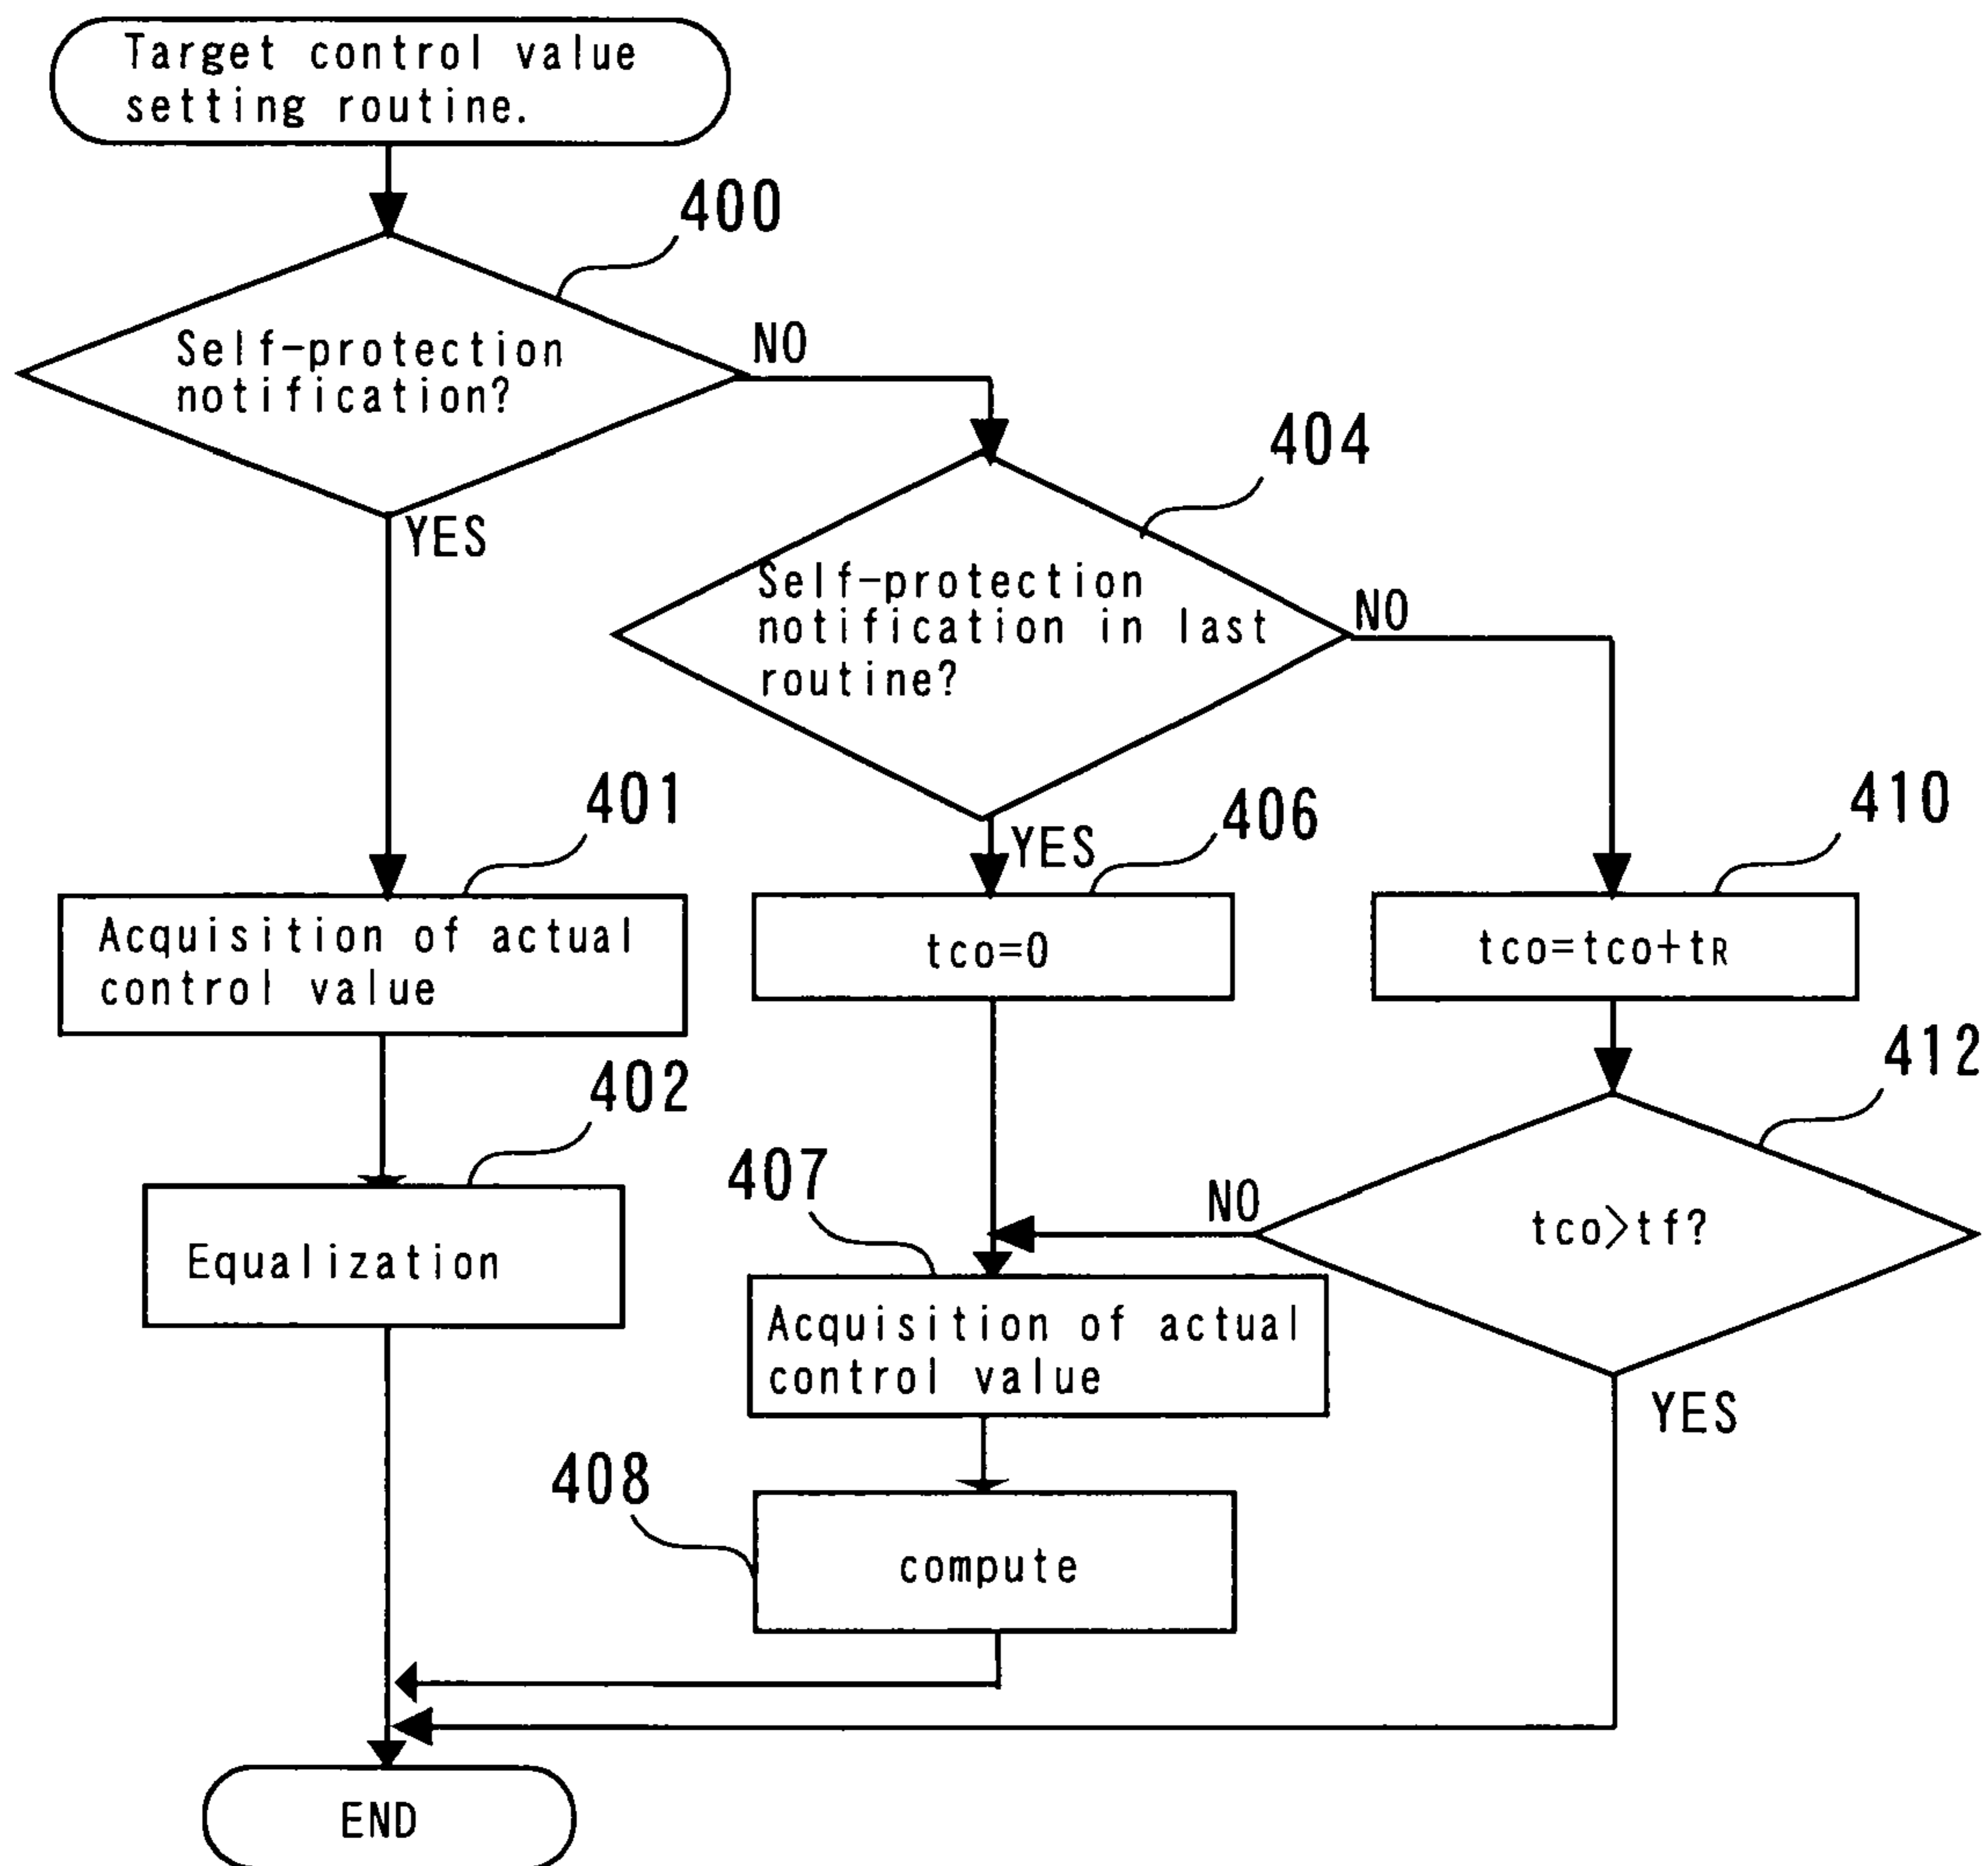 Target control value
setting routine.
400
Self-protection
notification?
NO
YES
404
Self-protection
notification in last
routine?
NO
YES
401
Acquisition of actual
control value
406
tco=0
410
tco=tco+tR
402
Equalization
412
tco>tf?
NO
YES
407
Acquisition of actual
control value
408
compute
END